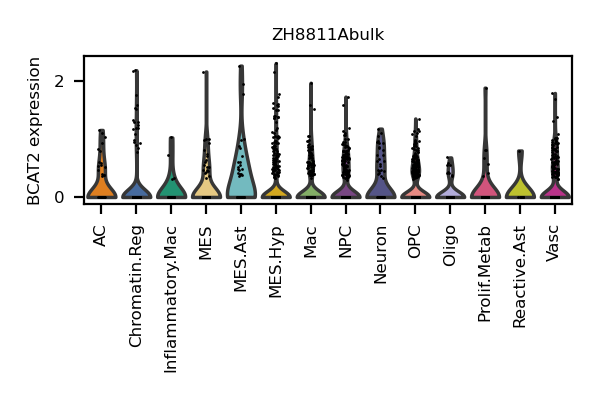 ZH8811Abulk
BCAT2 expression
2
0
AC
Chromatin.Reg
Inflammatory.Mac
MES
MES.Ast
MES.Hyp
Mac
NPC
Neuron
OPC
Oligo
Prolif.Metab
Reactive.Ast
Vasc